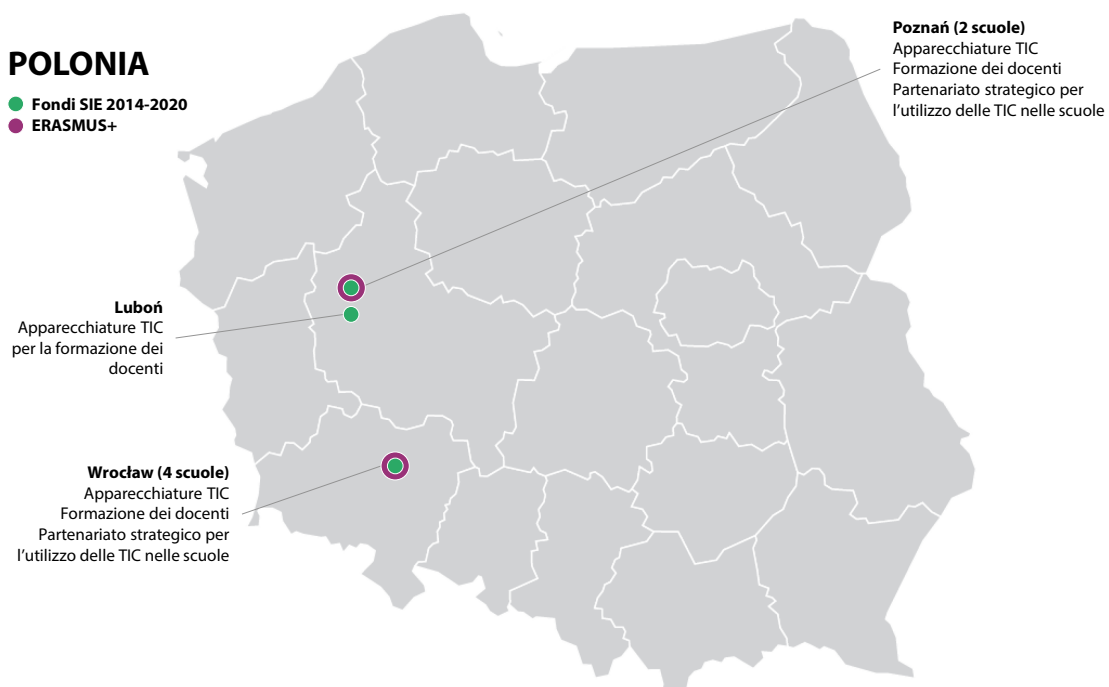 POLONIA
Fondi SIE 2014-2020
ERASMUS+
Poznań (2 scuole)
Apparecchiature TIC
Formazione dei docenti
Partenariato strategico per
l’utilizzo delle TIC nelle scuole
Luboń
Apparecchiature TIC
per la formazione dei
docenti
Wrocław (4 scuole)
Apparecchiature TIC
Formazione dei docenti
Partenariato strategico per
l’utilizzo delle TIC nelle scuole